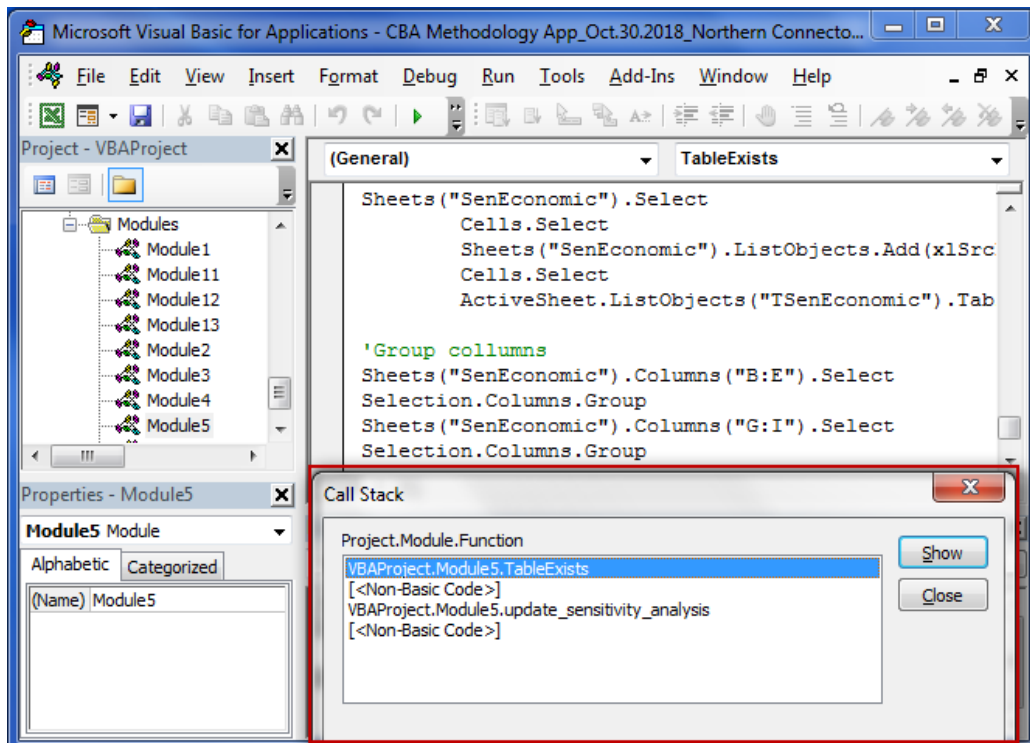 Microsoft Visual Basic for Applications - CBA Methodology App_Oct.30.2018_Northern Connecto...
File Edit View Insert Format Debug Run Tools Add-Ins Window Help
Project - VBAProject
(General) TableExists
Modules
Module1
Module11
Module12
Module13
Module2
Module3
Module4
Module5
Sheets("SenEconomic").Select
Cells.Select
Sheets("SenEconomic").ListObjects.Add(xlSrc
Cells.Select
ActiveSheet.ListObjects("TSenEconomic").Tab
'Group collumns
Sheets("SenEconomic").Columns("B:E").Select
Selection.Columns.Group
Sheets("SenEconomic").Columns("G:I").Select
Selection.Columns.Group
Properties - Module5
Module5 Module
Alphabetic Categorized
(Name) Module5
Call Stack
Project.Module.Function
VBAProject.Module5.TableExists
[<Non-Basic Code>]
VBAProject.Module5.update_sensitivity_analysis
[<Non-Basic Code>]
Show
Close